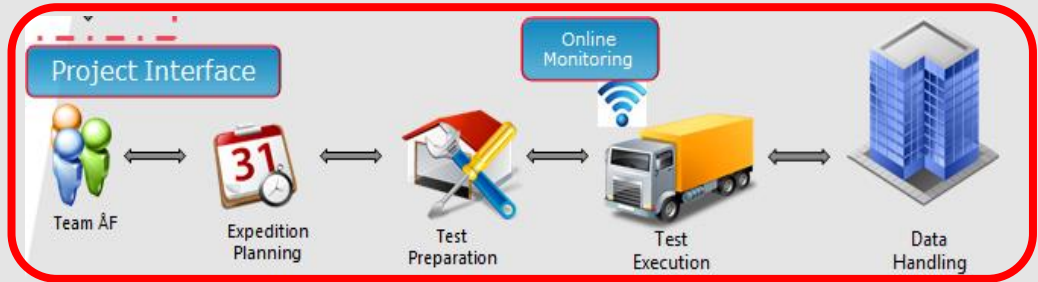 Project Interface
Online
Monitoring
31
Team ÅF
Expedition
Planning
Test
Preparation
Test
Execution
Data
Handling